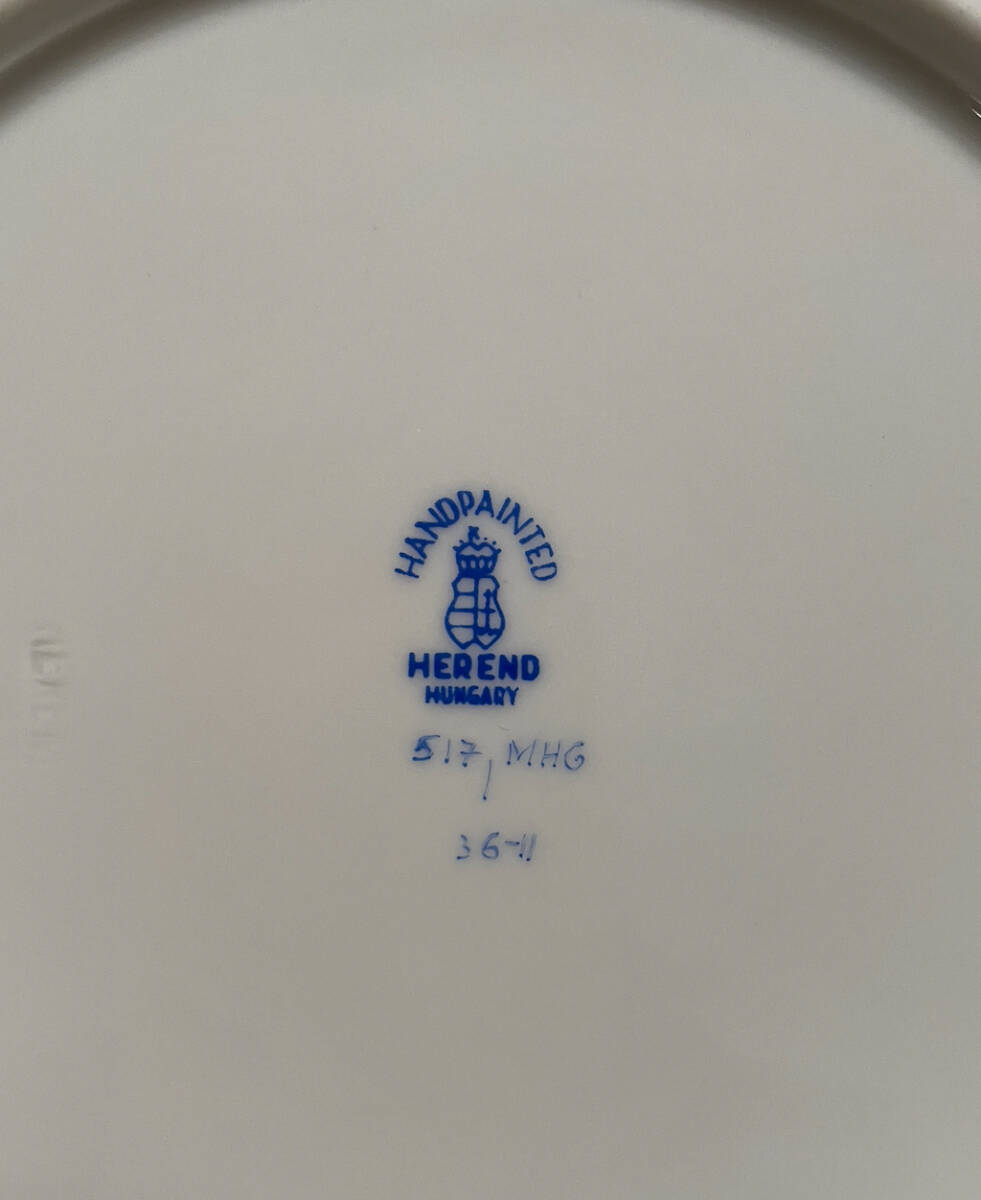 HANDPAINTED
HEREND
HUNGARY
517, MHG
36-11